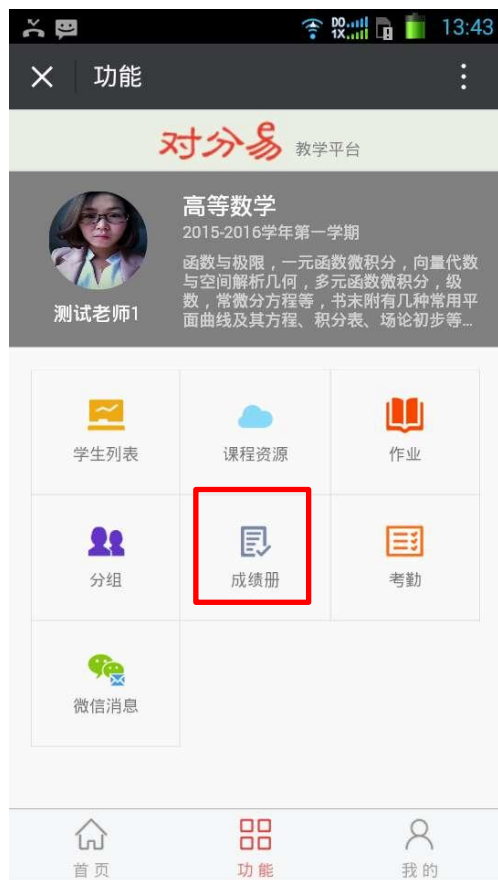 DO 1X 13:43
功能
对分易 教学平台
高等数学
2015-2016学年第一学期
函数与极限，一元函数微积分，向量代数
与空间解析几何，多元函数微积分，级
数，常微分方程等，书末附有几种常用平
面曲线及其方程、积分表、场论初步等...
测试老师1
学生列表 课程资源 作业
分组 成绩册 考勤
微信消息
首页 功能 我的